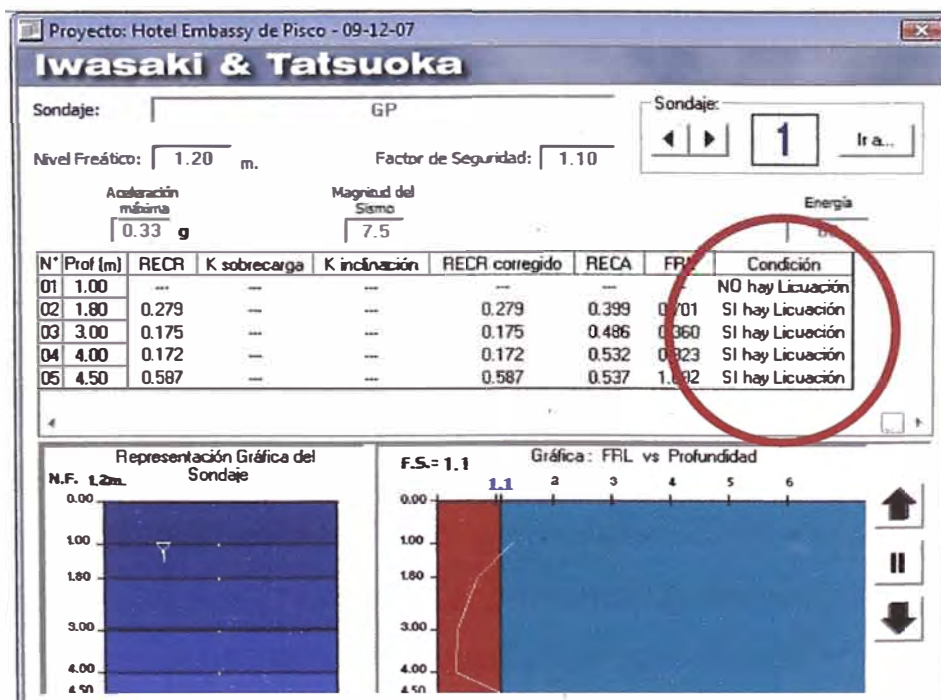 Proyecto: Hotel Embassy de Pisco - 09-12-07
Iwasaki & Tatsuoka
Sondaje: GP
Sondaje:
1
Ir a...
Nivel Freático: 1.20 m.
Factor de Seguridad: 1.10
Aceleración máxima
0.33 g
Magnitud del Sismo
7.5
Energía
N° Prof (m) RECR K sobrecarga K inclinación RECR corregido RECA Condición
01 1.00 --- --- --- --- --- NO hay Licuación
02 1.80 0.279 --- --- 0.279 0.399 0.701 SI hay Licuación
03 3.00 0.175 --- --- 0.175 0.486 0.360 SI hay Licuación
04 4.00 0.172 --- --- 0.172 0.532 0.323 SI hay Licuación
05 4.50 0.587 --- --- 0.587 0.537 SI hay Licuación
Representación Gráfica del
Sondaje
N.F. 1,2m.
0.00
1.00
1.80
3.00
4.00
4.50
F.S.= 1.1
Gráfica : FRL vs Profundidad
1.1 2 3 4 5 6
0.00
1.00
1.80
3.00
4.00
4.50